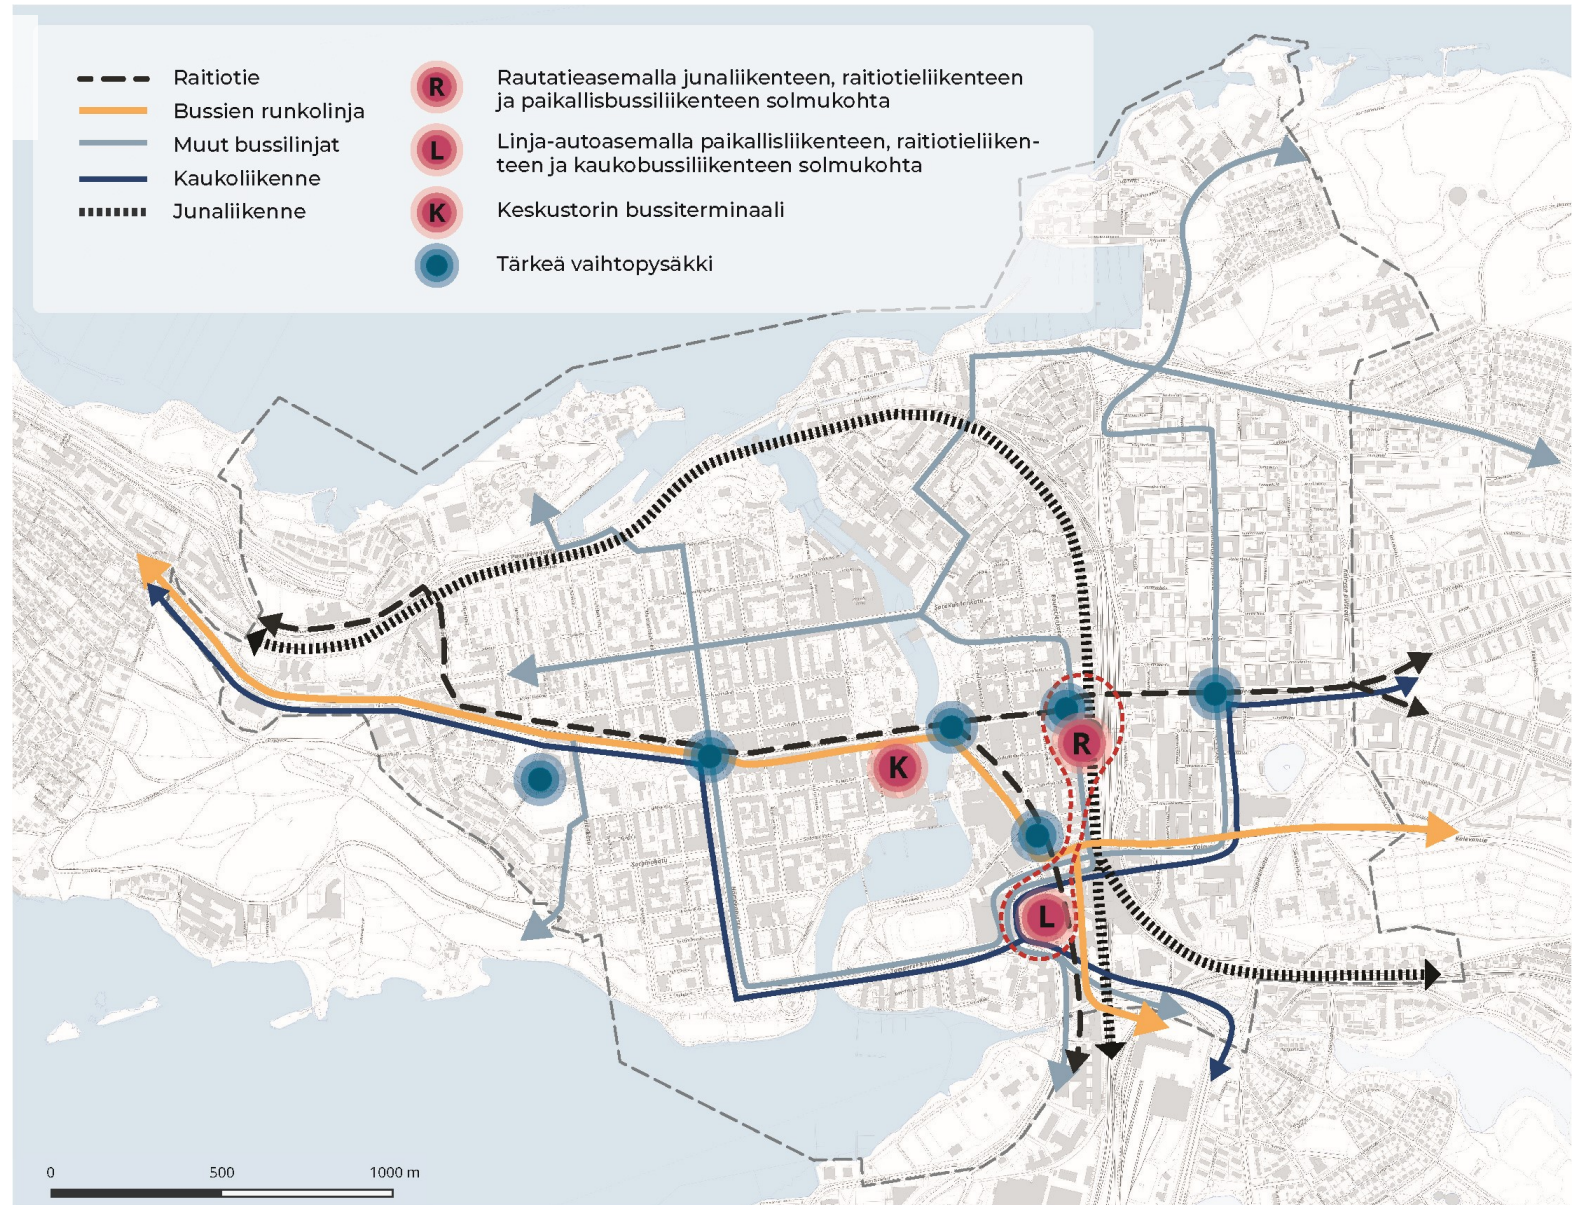 Raitiotie
Bussien runkolinja
Muut bussilinjat
Kaukoliikenne
Junaliikenne
R
Rautatieasemalla junaliikenteen, raitiotieliikenteen
ja paikallisbussiliikenteen solmukohta
L
Linja-autoasemalla paikallisliikenteen, raitiotieliiken-
teen ja kaukobussiliikenteen solmukohta
K
Keskustorin bussiterminaali
Tärkeä vaihtopysäkki
R
K
L
0 500 1000 m